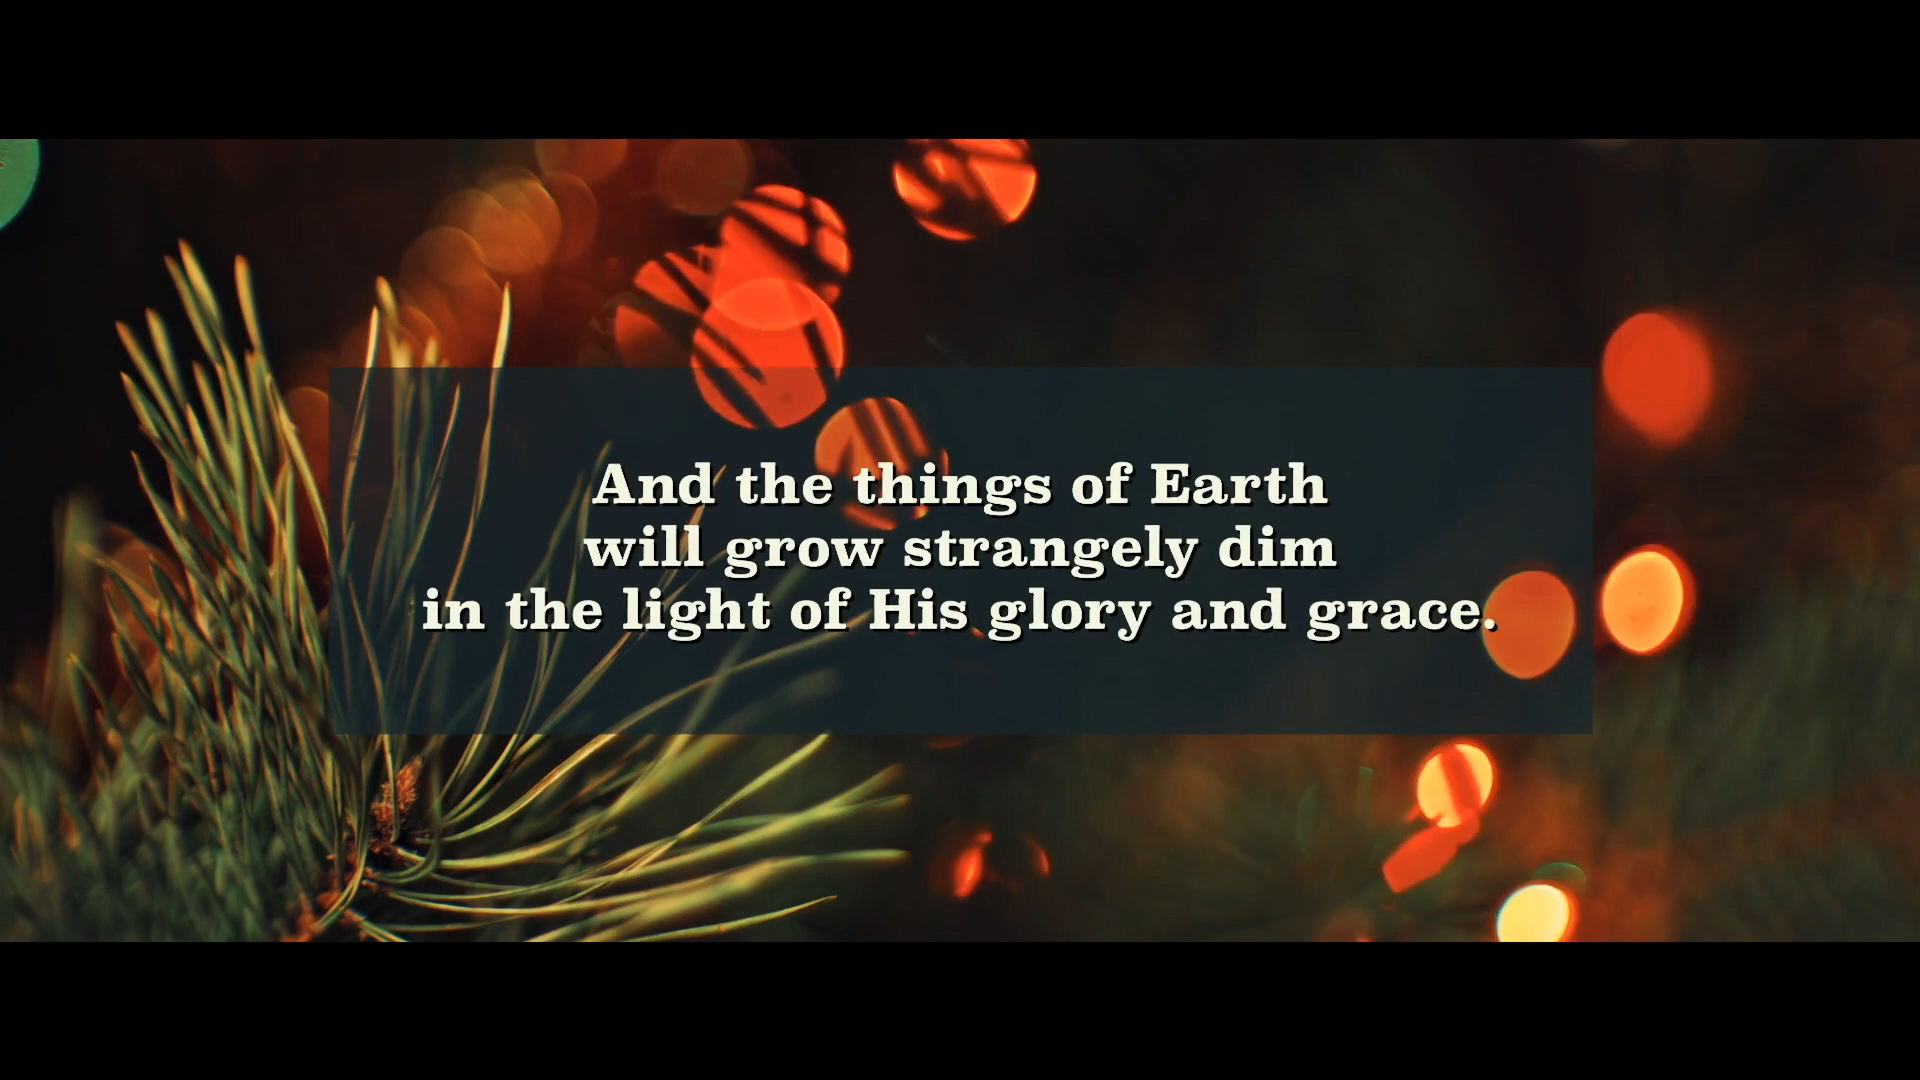 And the things of Earth
will grow strangely dim
in the light of His glory and grace.